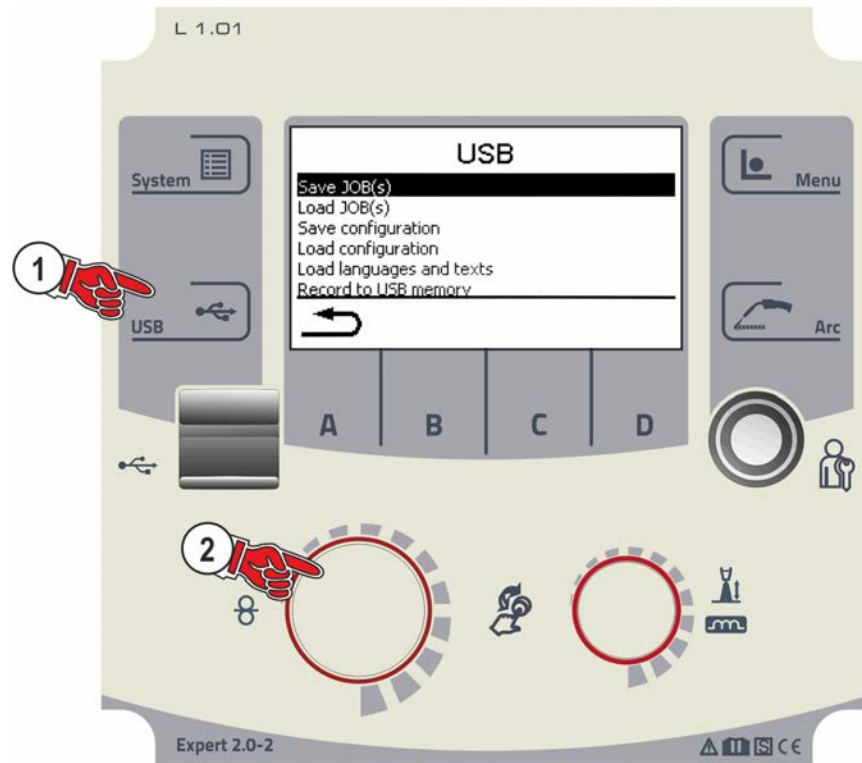 L 1.01
System
USB
Save JOB(s)
Load JOB(s)
Save configuration
Load configuration
Load languages and texts
Record to USB memory
Menu
1
USB
Arc
A B C D
2
Expert 2.0-2
S CE